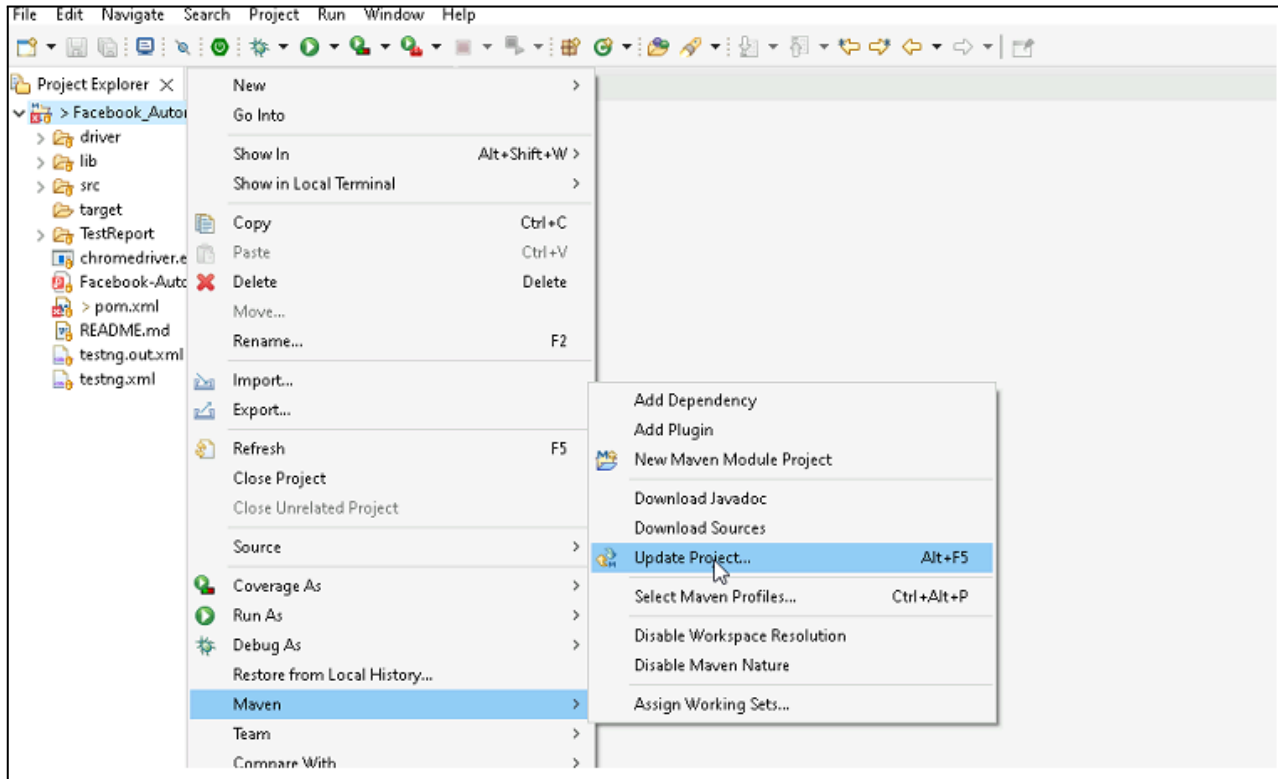 File Edit Navigate Search Project Run Window Help
Project Explorer
> Facebook_Auto
driver
lib
src
target
TestReport
chromedriver.e
Facebook-Auto
> pom.xml
README.md
testng.out.xml
testng.xml
New
Go Into
Show In Alt+Shift+W >
Show in Local Terminal
Copy Ctrl+C
Paste Ctrl+V
Delete Delete
Move...
Rename... F2
Import...
Export...
Refresh F5
Close Project
Close Unrelated Project
Source
Coverage As
Run As
Debug As
Restore from Local History...
Maven
Team
Compare With
Add Dependency
Add Plugin
New Maven Module Project
Download Javadoc
Download Sources
Update Project... Alt+F5
Select Maven Profiles... Ctrl+Alt+P
Disable Workspace Resolution
Disable Maven Nature
Assign Working Sets...